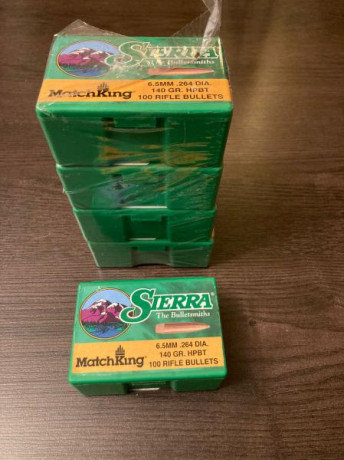 SIERRA
The Bulletsmiths
6.5MM .264 DIA.
140 GR. HPBT
MatchKing
100 RIFLE BULLETS
SIERRA
The Bulletsmiths
6.5MM .264 DIA.
140 GR. HPBT
MatchKing
100 RIFLE BULLETS